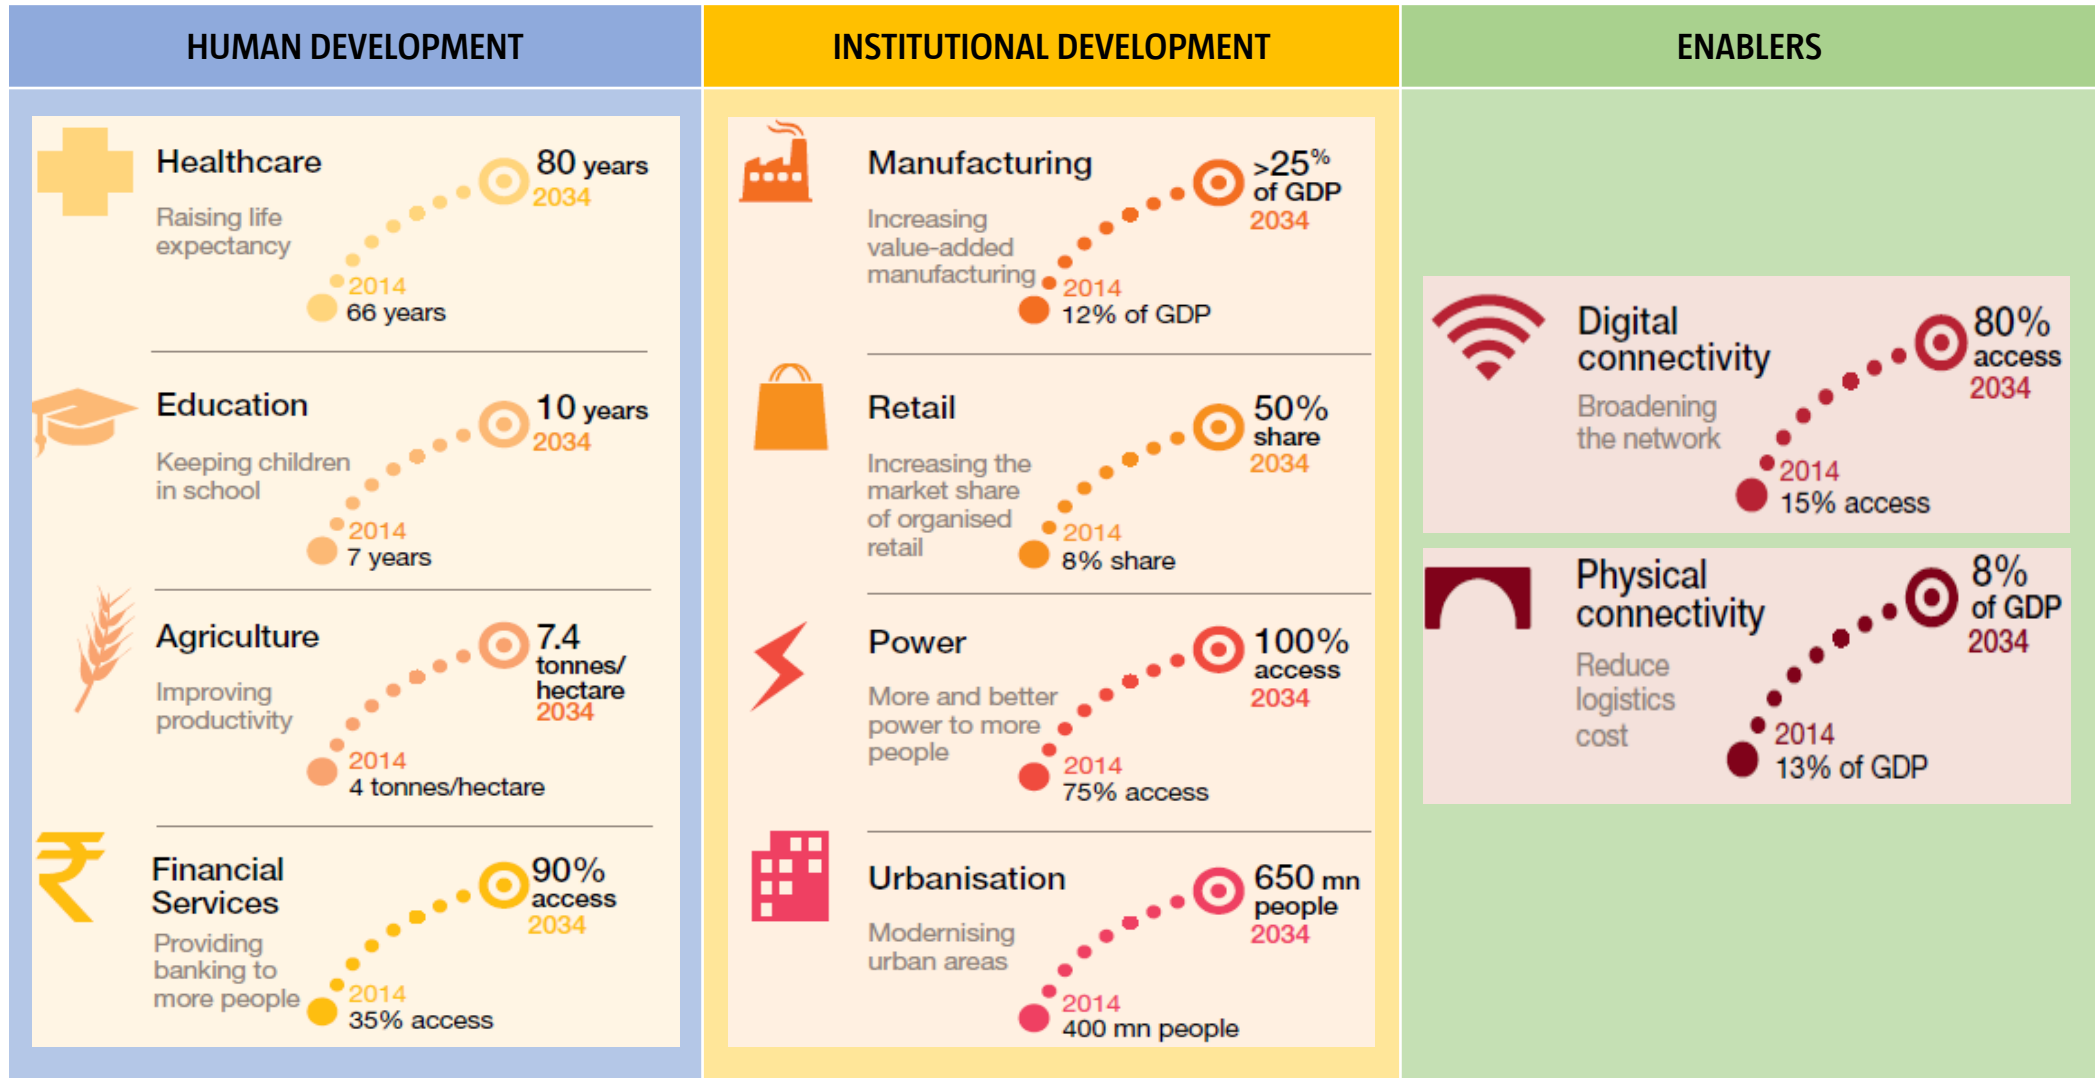 HUMAN DEVELOPMENT
Healthcare
Raising life
expectancy
80 years
2034
2014
66 years
Education
Keeping children
in school
10 years
2034
2014
7 years
Agriculture
Improving
productivity
7.4
tonnes/
hectare
2034
2014
4 tonnes/hectare
₹
Financial
Services
Providing
banking to
more people
90%
access
2034
2014
35% access
INSTITUTIONAL DEVELOPMENT
Manufacturing
Increasing
value-added
manufacturing
>25%
of GDP
2034
2014
12% of GDP
Retail
Increasing the
market share
of organised
retail
50%
share
2034
2014
8% share
Power
More and better
power to more
people
100%
access
2034
2014
75% access
Urbanisation
Modernising
urban areas
650 mn
people
2034
2014
400 mn people
ENABLERS
Digital
connectivity
Broadening
the network
80%
access
2034
2014
15% access
Physical
connectivity
Reduce
logistics
cost
8%
of GDP
2034
2014
13% of GDP